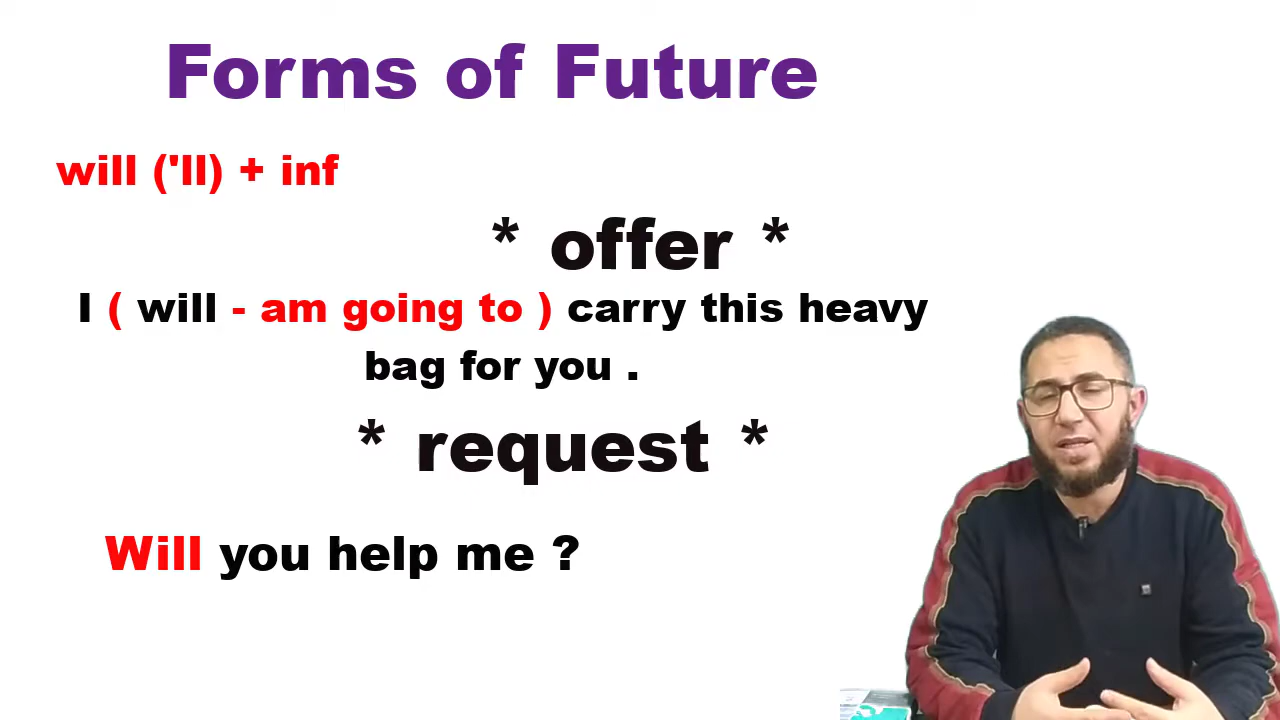 Forms of Future
will ('ll) + inf
* offer *
I ( will - am going to ) carry this heavy
bag for you .
* request *
Will you help me ?